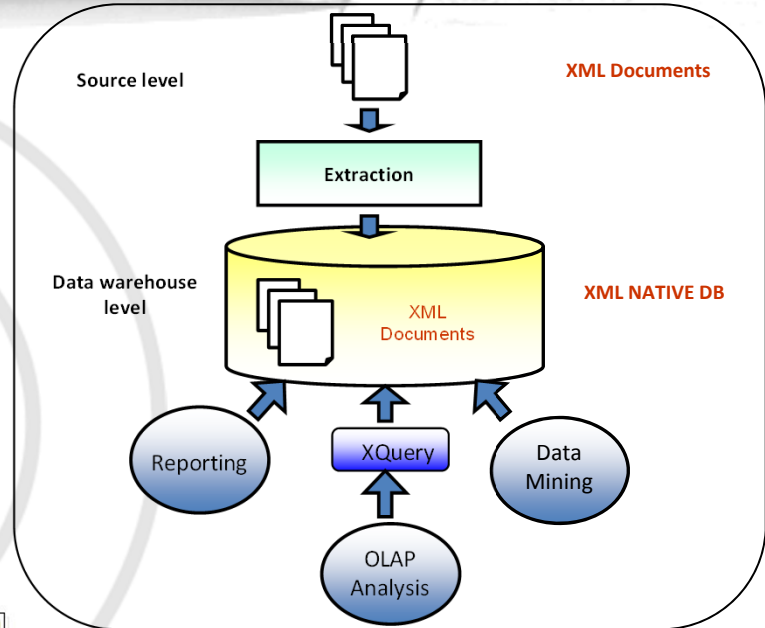 Source level
XML Documents
Extraction
Data warehouse
level
XML NATIVE DB
XML
Documents
Reporting
XQuery
Data
Mining
OLAP
Analysis